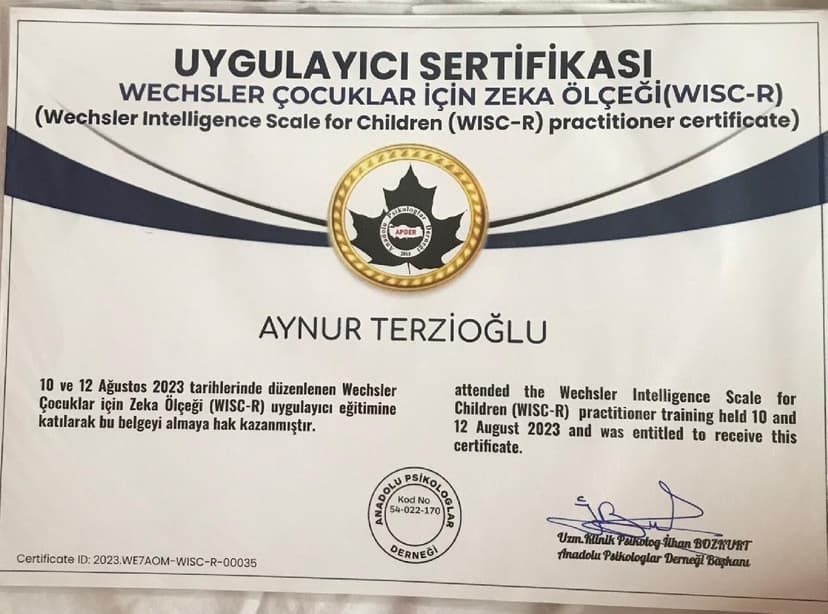 UYGULAYICI SERTİFİKASI
WECHSLER ÇOCUKLAR İÇİN ZEKA ÖLÇEĞİ(WISC-R)
(Wechsler Intelligence Scale for Children (WISC-R) practitioner certificate)
Anadolu Psikologlar Derneği
APDER
2013
AYNUR TERZİOĞLU
10 ve 12 Ağustos 2023 tarihlerinde düzenlenen Wechsler
Çocuklar için Zeka Ölçeği (WISC-R) uygulayıcı eğitimine
katılarak bu belgeyi almaya hak kazanmıştır.
attended the Wechsler Intelligence Scale for
Children (WISC-R) practitioner training held 10 and
12 August 2023 and was entitled to receive this
certificate.
ANADOLU PSİKOLOGLAR
Kod No
54-022-170
DERNEĞİ
Uzm.Klinik Psikolog-İlhan BOZKURT
Anadolu Psikologlar Derneği Başkanı
Certificate ID: 2023.WE7AOM-WISC-R-00035